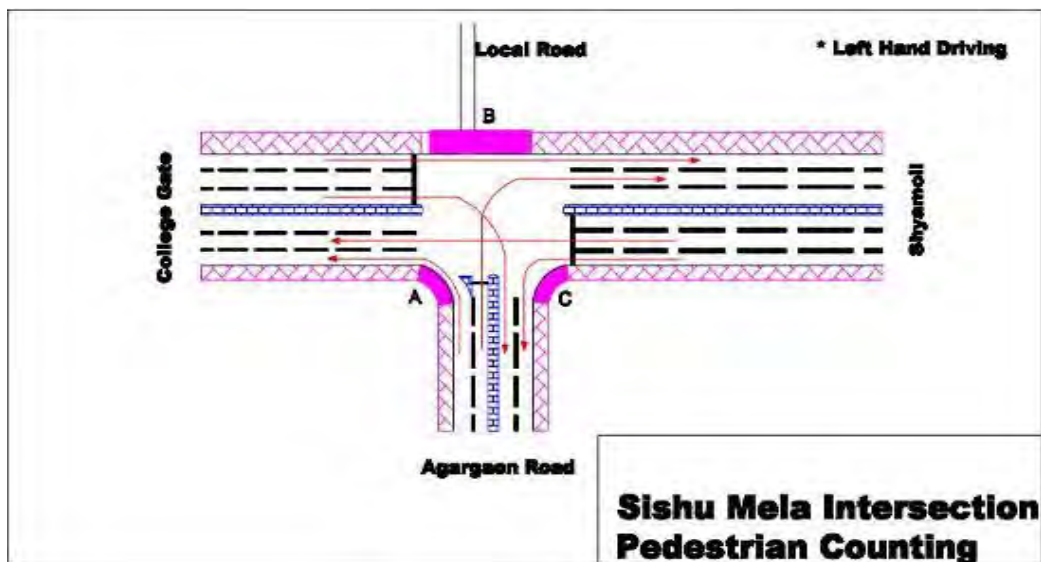 Local Road
* Left Hand Driving
B
College Gate
Shyamoli
A
C
Agargaon Road
Sishu Mela Intersection
Pedestrian Counting